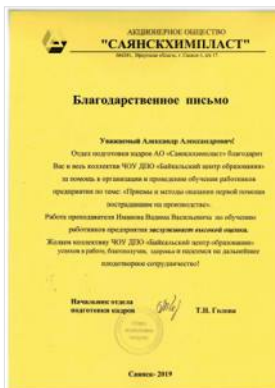 АКЦИОНЕРНОЕ ОБЩЕСТВО
"САЯНСКХИМПЛАСТ"
Благодарственное письмо
Уважаемый Александр Александрович!
Отдел подготовки кадров АО «Саянскхимпласт» благодарит
Вас и весь коллектив ЧОУ ДПО «Байкальский центр образования»
за помощь в организации и проведении обучения работников
предприятия по теме: «Приемы и методы оказания первой помощи
пострадавшим на производстве».
Работа преподавателя Иванова Вадима Васильевича по обучению
работников предприятия заслуживает высокой оценки.
Желаем коллективу ЧОУ ДПО «Байкальский центр образования»
успехов в работе, благополучия, здоровья и надеемся на дальнейшее
плодотворное сотрудничество!
Начальник отдела
подготовки кадров Т.Н. Голова
Саянск- 2019